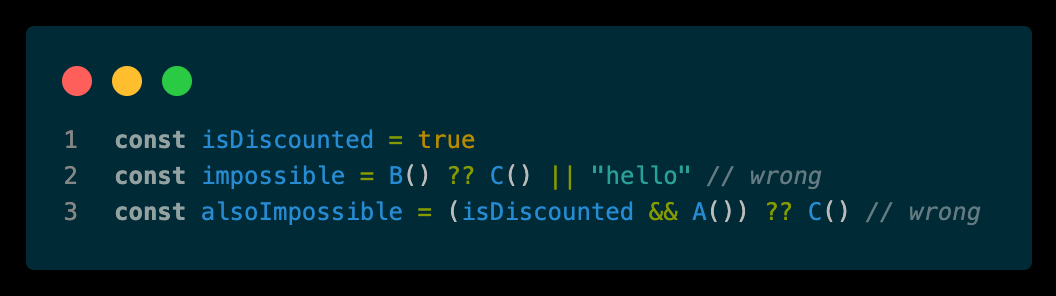 1 const isDiscounted = true
2 const impossible = B() ?? C() || "hello" // wrong
3 const alsoImpossible = (isDiscounted && A()) ?? C() // wrong